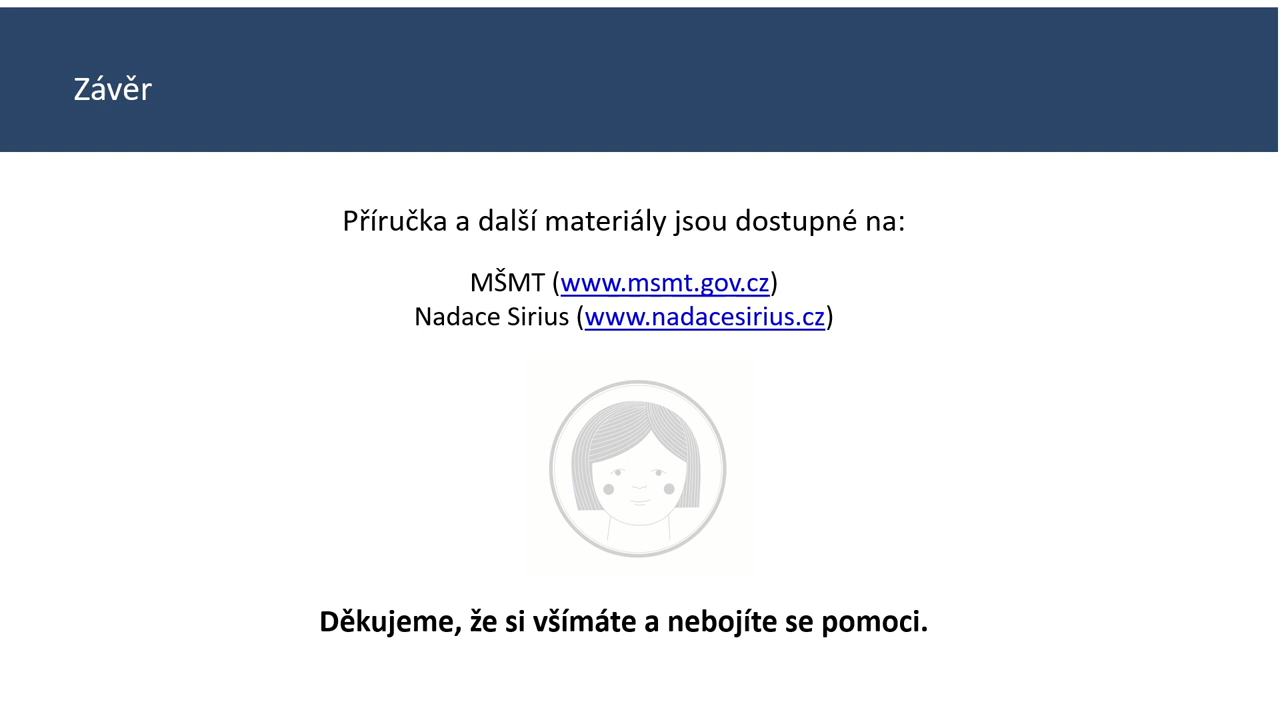 Závěr
Příručka a další materiály jsou dostupné na:
MŠMT (www.msmt.gov.cz)
Nadace Sirius (www.nadacesirius.cz)
Děkujeme, že si všímáte a nebojíte se pomoci.